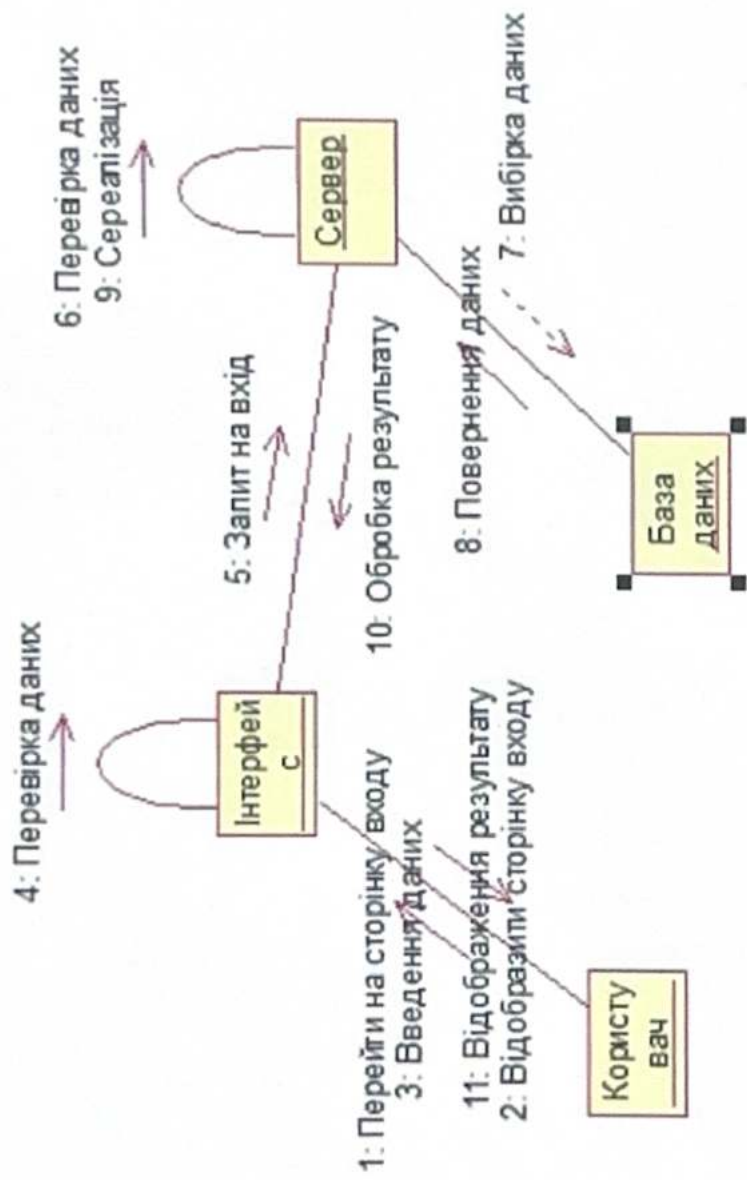 4: Перевірка даних
6: Перевірка даних
9: Сереалізація
Інтерфей
с
5: Запит на вхід
10: Обробка результату
Сервер
1: Перейти на сторінку входу
3: Введення даних
11: Відображення результату
2: Відобразити сторінку входу
8: Повернення даних
7: Вибірка даних
Користу
вач
База
даних